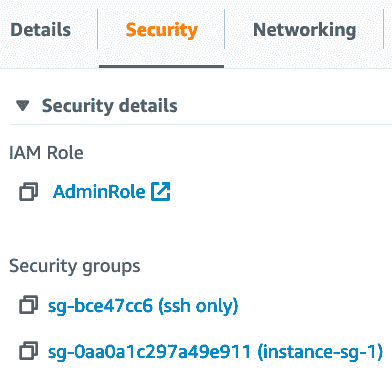 Details Security Networking
Security details
IAM Role
AdminRole
Security groups
sg-bce47cc6 (ssh only)
sg-0aa0a1c297a49e911 (instance-sg-1)